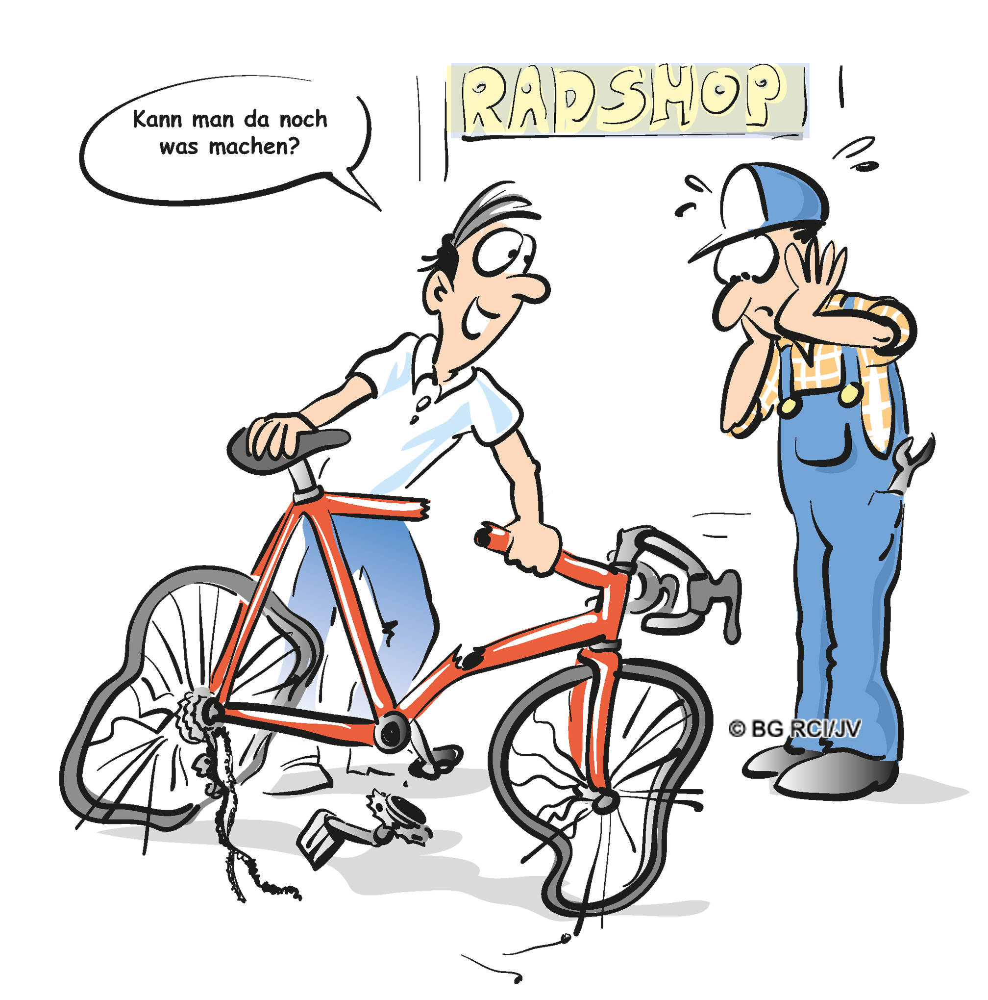 RADSHOP
Kann man da noch
was machen?
© BG RCI/JV